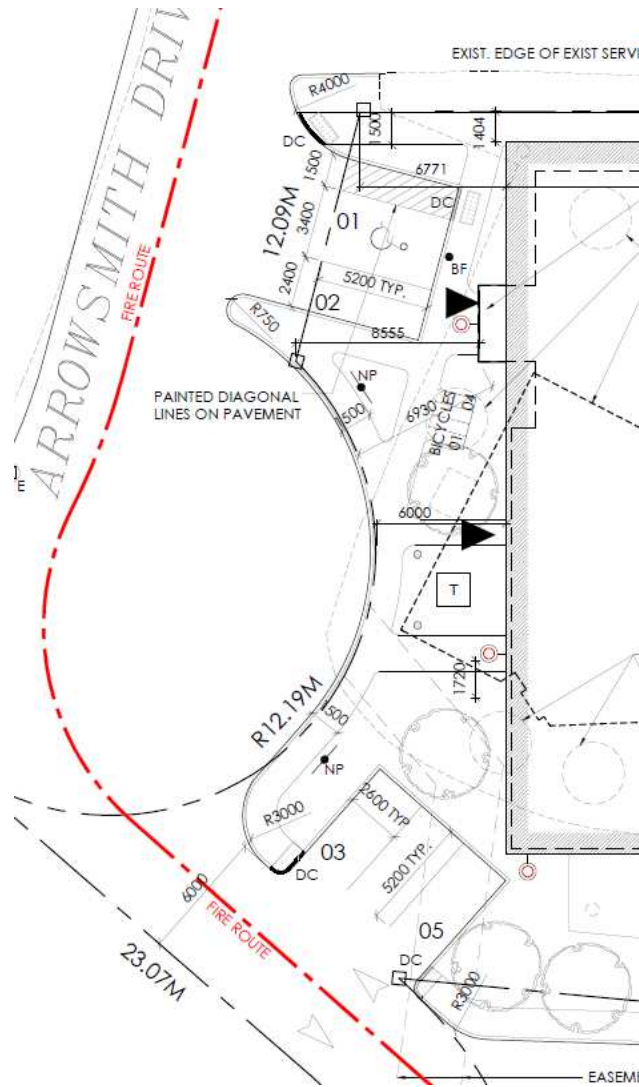 EXIST. EDGE OF EXIST SERVI
R4000
ARROWSMITH DRIV
1500
1404
DC
1500
6771
12.09M
DC
FIRE ROUTE
3400
01
BF
2400
5200 TYP.
02
R750
8555
NP
PAINTED DIAGONAL
LINES ON PAVEMENT
6930
BICYCLES
01
04
E
6000
T
1720
R12.19M
NP
R3000
2600 TYP
03
5200 TYP.
DC
6000
FIRE ROUTE
05
23.07M
DC
R3000
EASEM